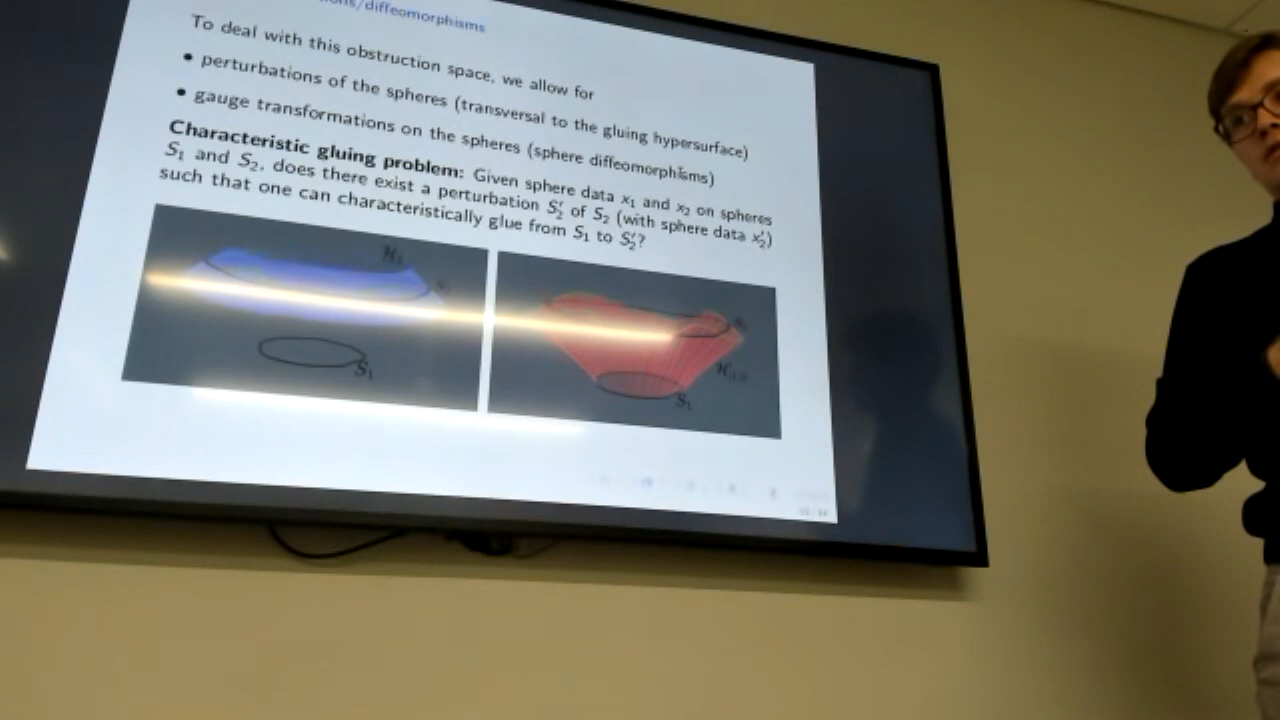 /diffeomorphisms
To deal with this obstruction space, we allow for
• perturbations of the spheres (transversal to the gluing hypersurface)
• gauge transformations on the spheres (sphere diffeomorphisms)
Characteristic gluing problem: Given sphere data x₁ and x₂ on spheres
S₁ and S₂, does there exist a perturbation S₂′ of S₂ (with sphere data x₂′)
such that one can characteristically glue from S₁ to S₂′?
S₁
S₁